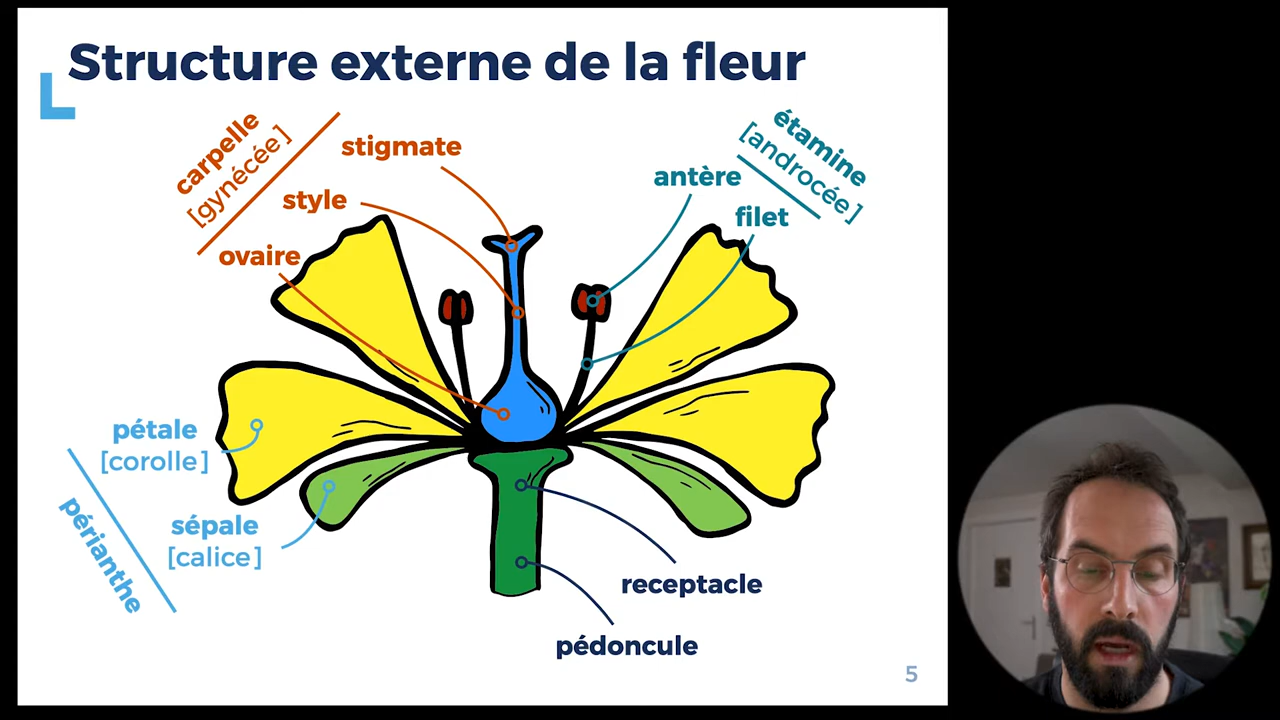 Structure externe de la fleur
carpelle
[gynécée]
stigmate
style
ovaire
étamine
[androcée]
antère
filet
pétale
[corolle]
sépale
[calice]
périanthe
receptacle
pédoncule
5